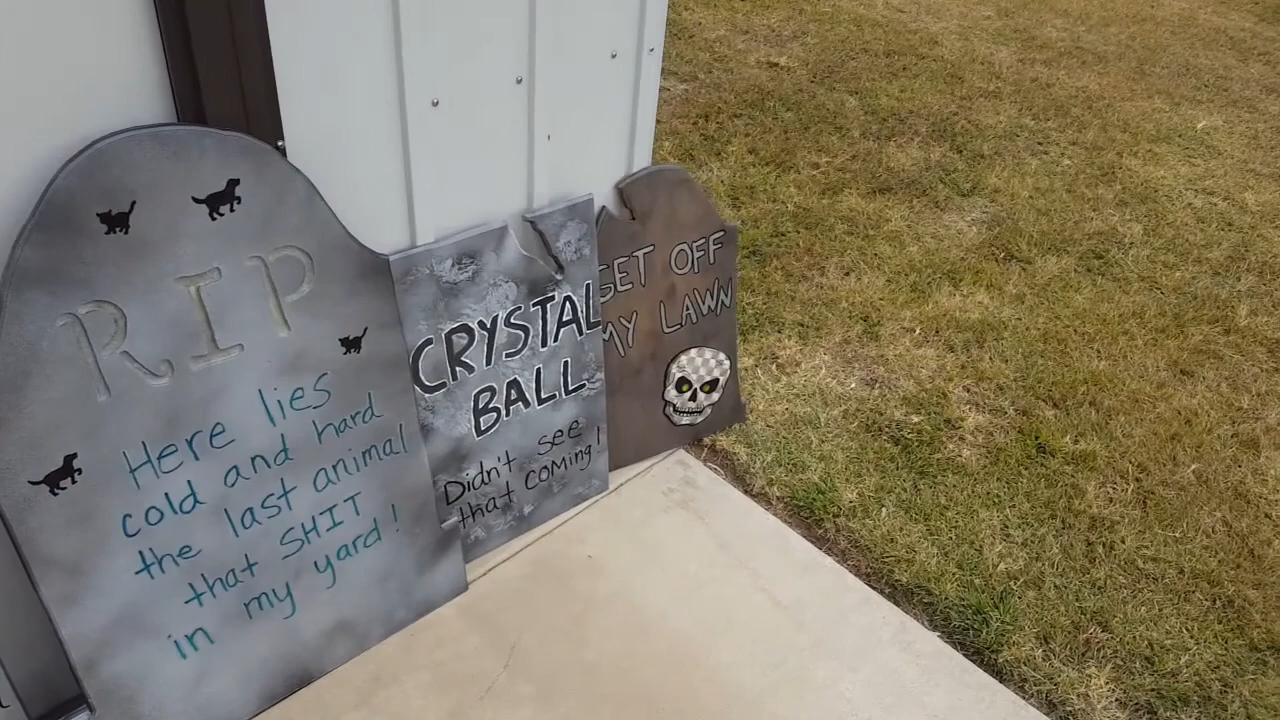 RIP
Here lies
cold and hard
the last animal
that SHIT
in my yard!
CRYSTAL
BALL
Didn't see
that coming!
GET OFF
MY LAWN